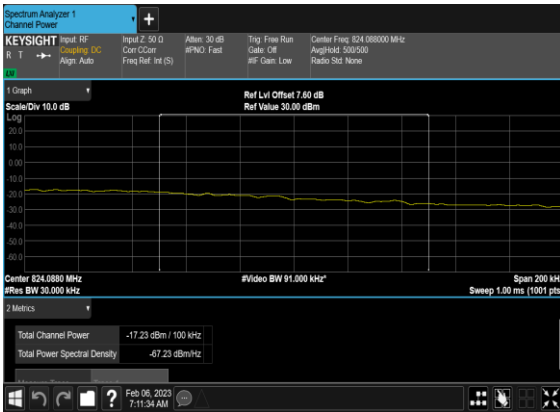 Spectrum Analyzer 1
Channel Power
+
KEYSIGHT
R T
LXI
Input: RF
Coupling: DC
Align: Auto
Input Z: 50 Ω
Corr CCorr
Freq Ref: Int (S)
Atten: 30 dB
#PNO: Fast
Trig: Free Run
Gate: Off
#IF Gain: Low
Center Freq: 824.088000 MHz
Avg|Hold: 500/500
Radio Std: None
1 Graph
Scale/Div 10.0 dB
Ref Lvl Offset 7.60 dB
Ref Value 30.00 dBm
Log
20.0
10.0
0.00
-10.0
-20.0
-30.0
-40.0
-50.0
-60.0
Center 824.0880 MHz
#Res BW 30.000 kHz
#Video BW 91.000 kHz*
Span 200 kH
Sweep 1.00 ms (1001 pts
2 Metrics
Total Channel Power -17.23 dBm / 100 kHz
Total Power Spectral Density -67.23 dBm/Hz
?
Feb 06, 2023
7:11:34 AM